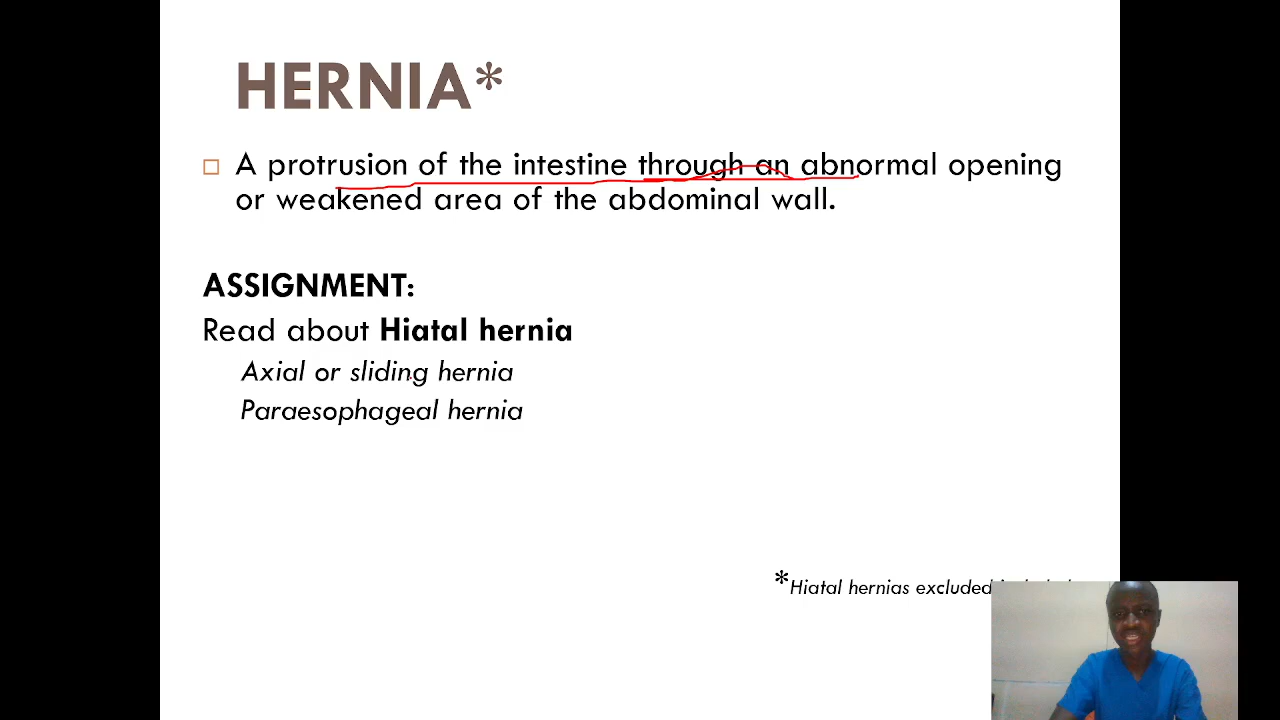 HERNIA*
A protrusion of the intestine through an abnormal opening
or weakened area of the abdominal wall.
ASSIGNMENT:
Read about Hiatal hernia
Axial or sliding hernia
Paraesophageal hernia
*Hiatal hernias excluded